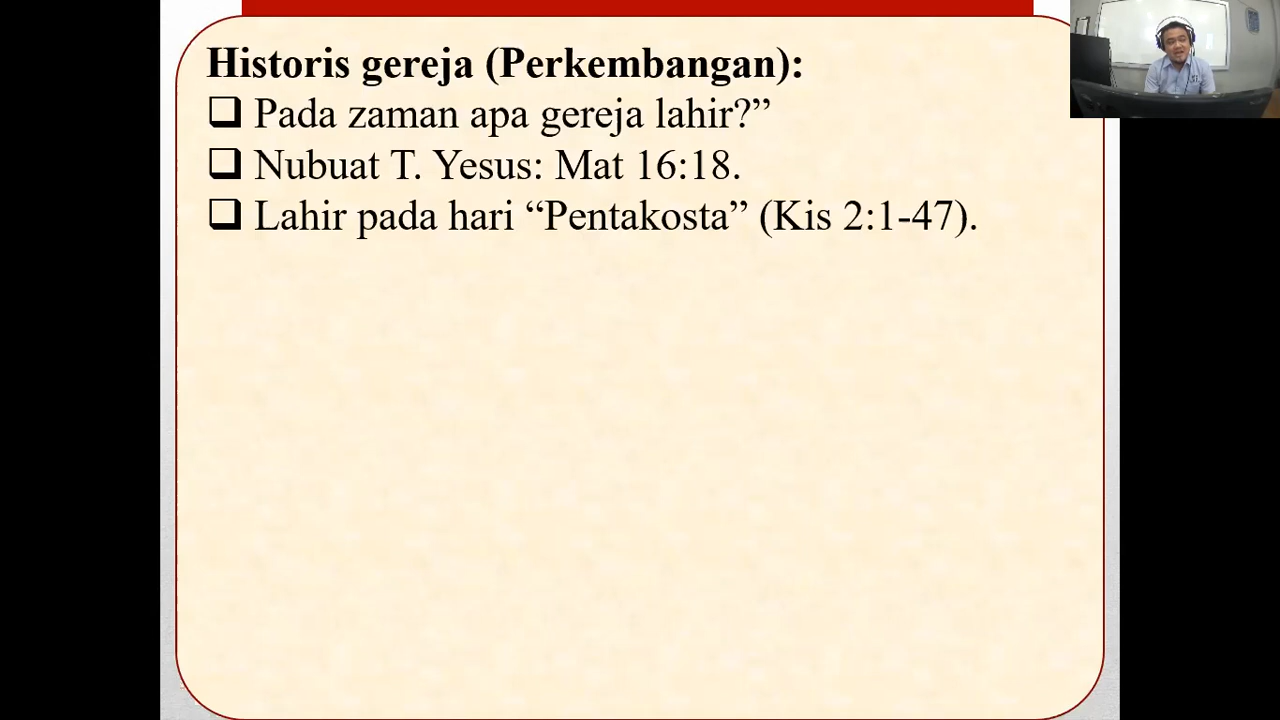 Historis gereja (Perkembangan):
❑ Pada zaman apa gereja lahir?”
❑ Nubuat T. Yesus: Mat 16:18.
❑ Lahir pada hari “Pentakosta” (Kis 2:1-47).